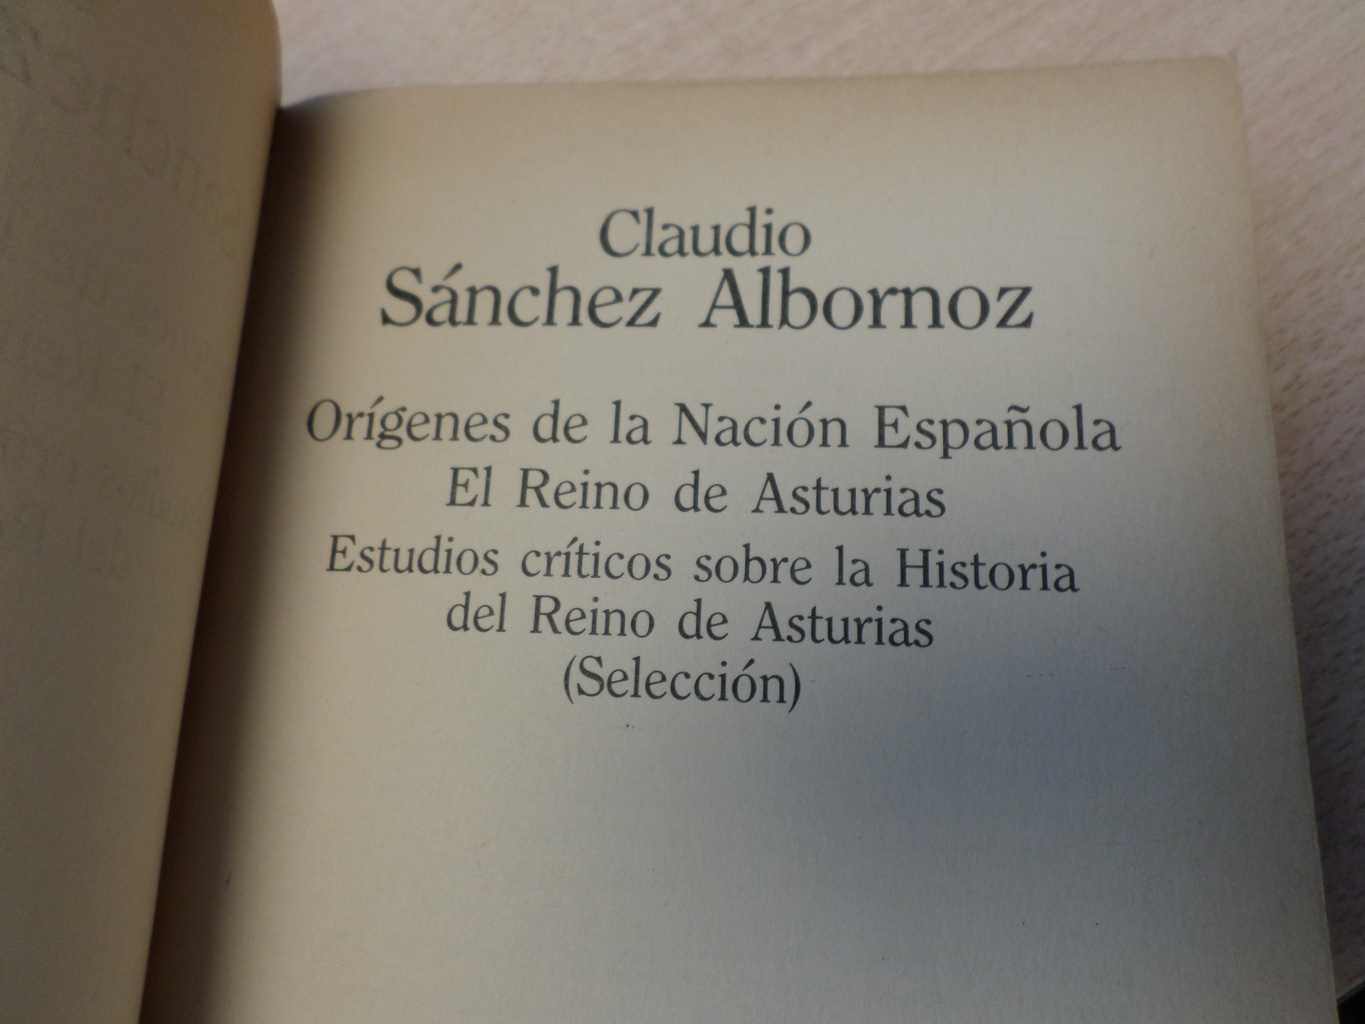 Claudio
Sánchez Albornoz
Orígenes de la Nación Española
El Reino de Asturias
Estudios críticos sobre la Historia
del Reino de Asturias
(Selección)